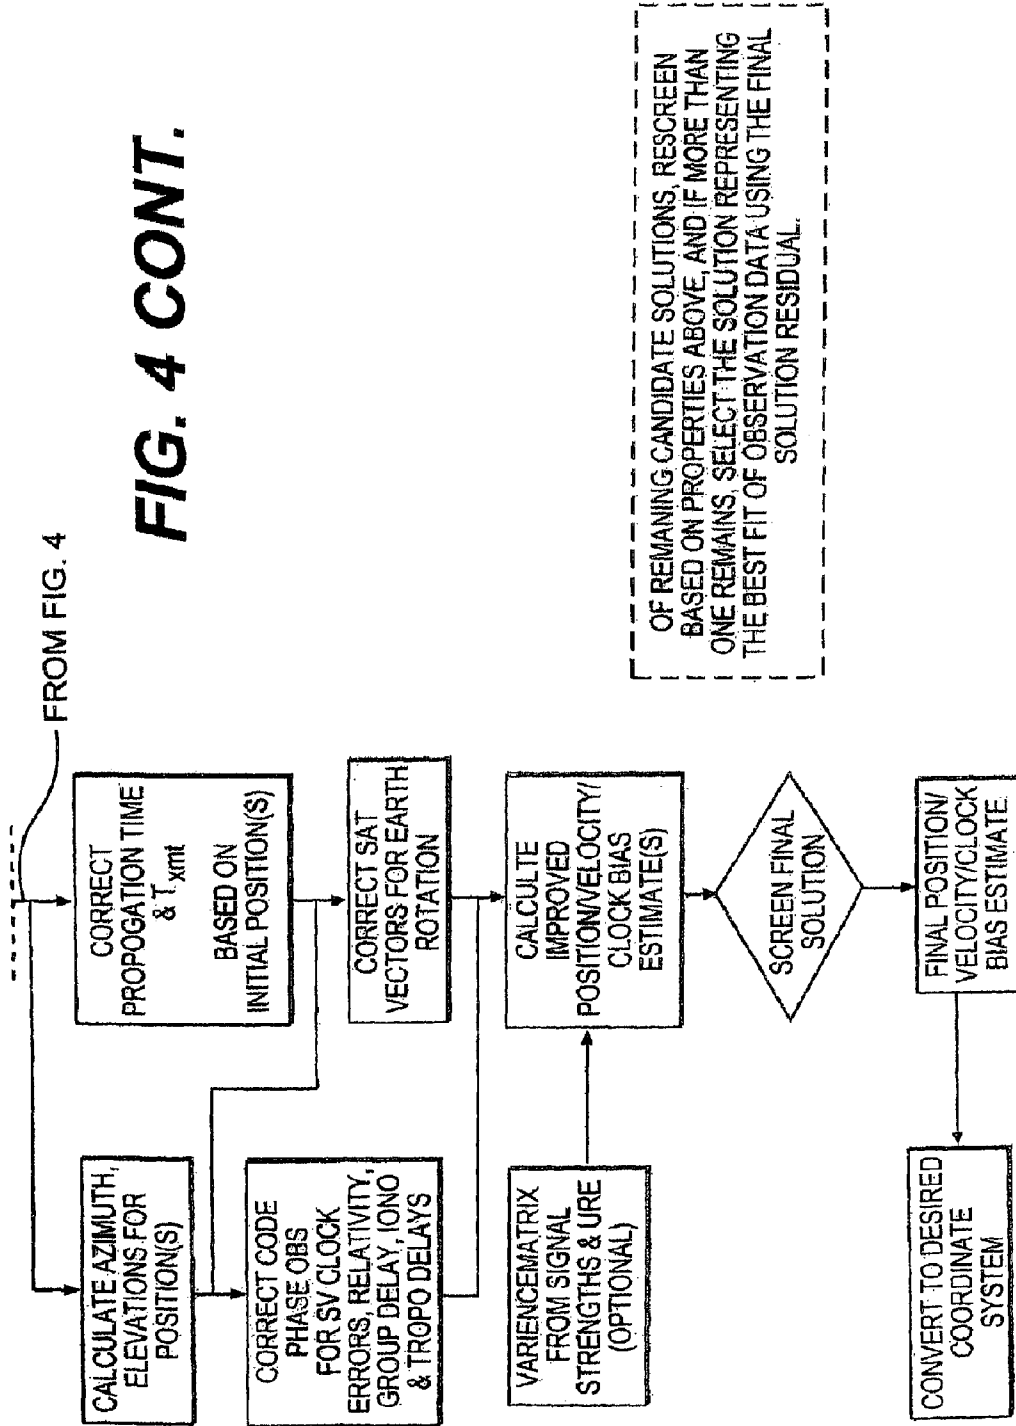 FIG. 4 CONT.
FROM FIG. 4
CORRECT
PROPOGATION TIME
& T xmt
BASED ON
INITIAL POSITION(S)
CALCULATE AZIMUTH,
ELEVATIONS FOR
POSITION(S)
CORRECT SAT
VECTORS FOR EARTH
ROTATION
CORRECT CODE
PHASE OBS
FOR SV CLOCK
ERRORS, RELATIVITY,
GROUP DELAY, IONO
& TROPO DELAYS
CALCULTE
IMPROVED
POSITION/VELOCITY/
CLOCK BIAS
ESTIMATE(S)
VARIENCEMATRIX
FROM SIGNAL
STRENGTHS & URE
(OPTIONAL)
SCREEN FINAL
SOLUTION
OF REMANING CANDIDATE SOLUTIONS, RESCREEN
BASED ON PROPERTIES ABOVE, AND IF MORE THAN
ONE REMAINS, SELECT THE SOLUTION REPRESENTING
THE BEST FIT OF OBSERVATION DATA USING THE FINAL
SOLUTION RESIDUAL.
FINAL POSITION/
VELOCITY/CLOCK
BIAS ESTIMATE
CONVERT TO DESIRED
COORDINATE
SYSTEM